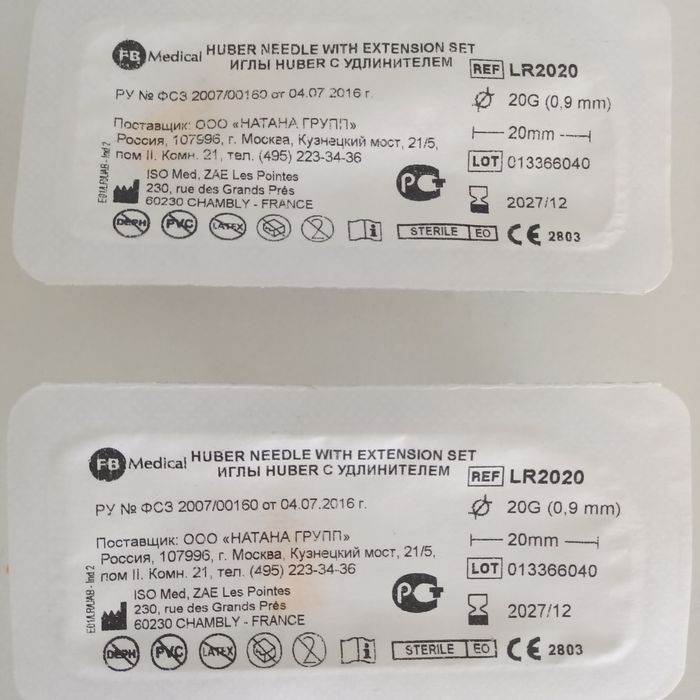 FB Medical
HUBER NEEDLE WITH EXTENSION SET
ИГЛЫ HUBER С УДЛИНИТЕЛЕМ
РУ № ФСЗ 2007/00160 от 04.07.2016 г.
Поставщик: ООО «НАТАНА ГРУПП»
Россия, 107996, г. Москва, Кузнецкий мост, 21/5,
пом II. Комн. 21, тел. (495) 223-34-36
ISO Med, ZAE Les Pointes
230, rue des Grands Prés
60230 CHAMBLY - FRANCE
REF LR2020
20G (0,9 mm)
20mm
LOT 013366040
2027/12
DEPH PVC LATEX 2 i STERILE EO CE 2803
FB Medical
HUBER NEEDLE WITH EXTENSION SET
ИГЛЫ HUBER С УДЛИНИТЕЛЕМ
РУ № ФСЗ 2007/00160 от 04.07.2016 г.
Поставщик: ООО «НАТАНА ГРУПП»
Россия, 107996, г. Москва, Кузнецкий мост, 21/5,
пом II. Комн. 21, тел. (495) 223-34-36
ISO Med, ZAE Les Pointes
230, rue des Grands Prés
60230 CHAMBLY - FRANCE
REF LR2020
20G (0,9 mm)
20mm
LOT 013366040
2027/12
DEPH PVC LATEX 2 i STERILE EO CE 2803